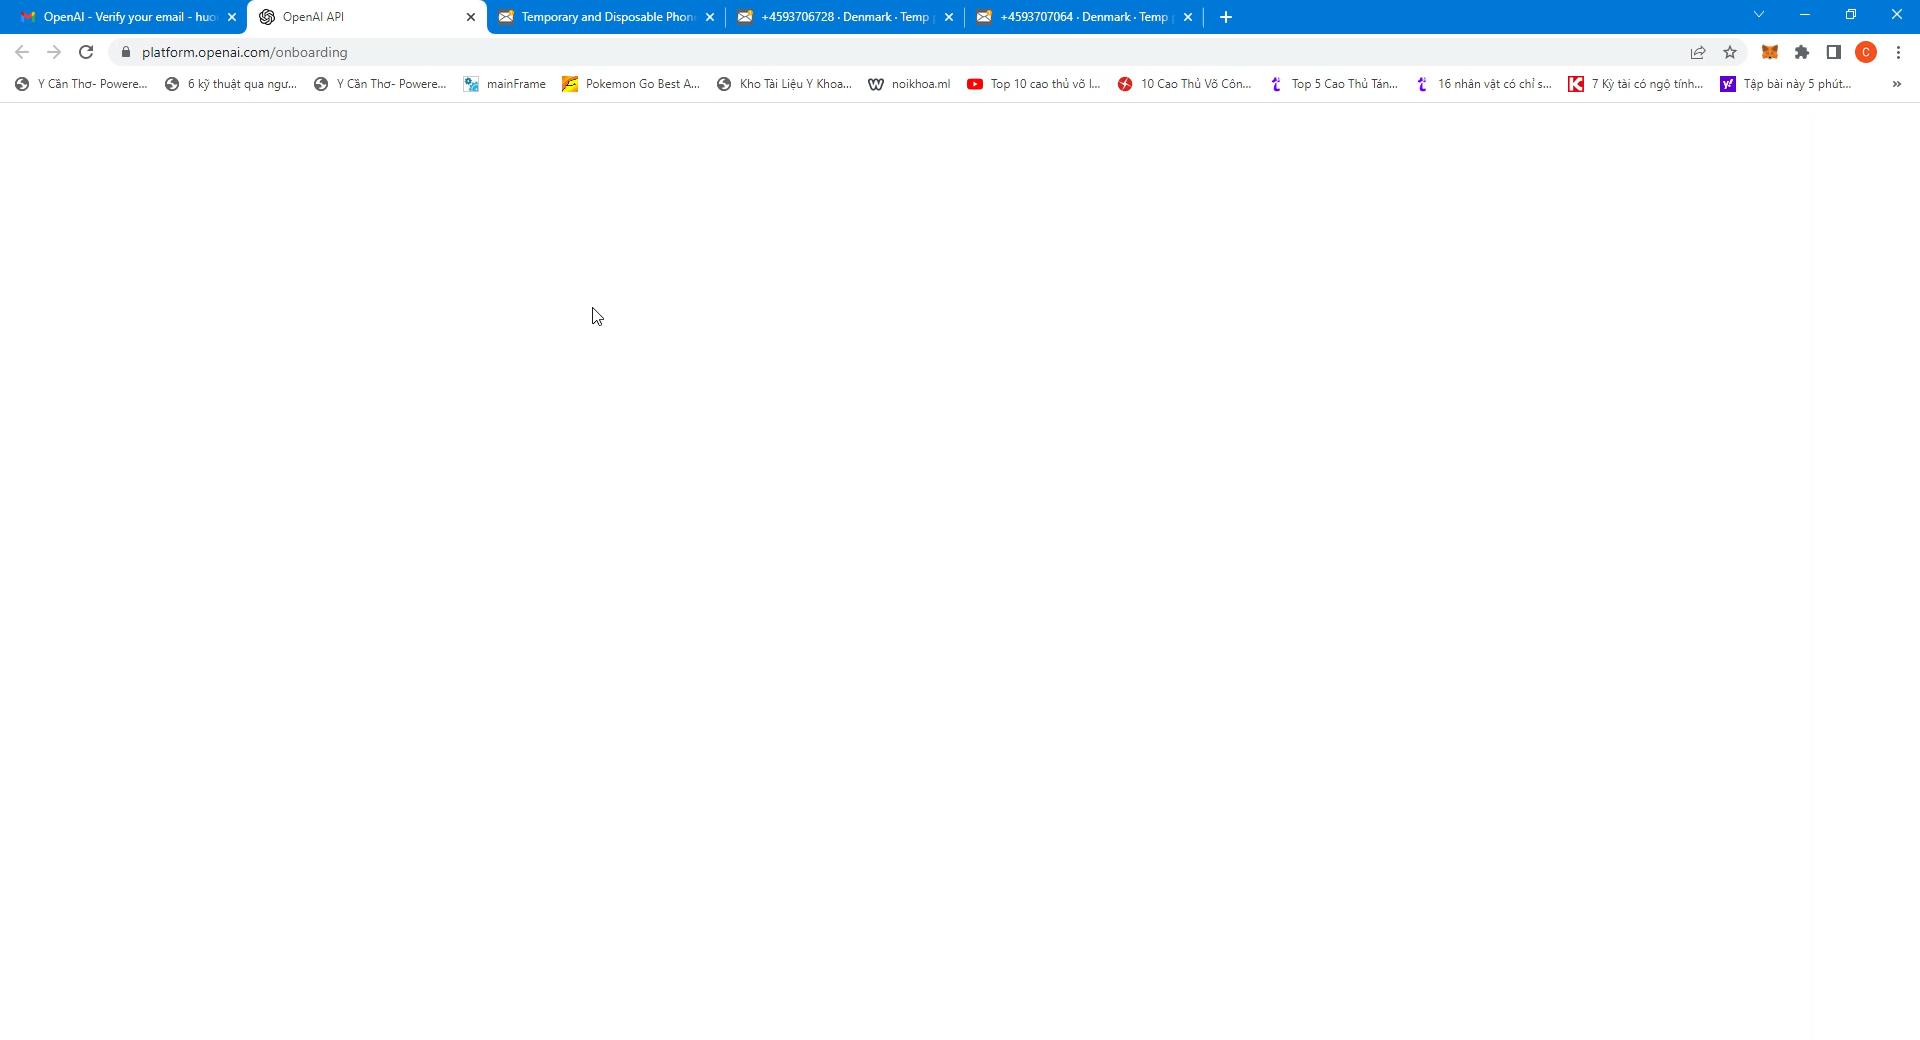 OpenAI - Verify your email - huo
OpenAI API
Temporary and Disposable Phon
+4593706728 · Denmark · Temp
+4593707064 · Denmark · Temp
platform.openai.com/onboarding
C
Y Cần Thơ- Powere...
6 kỹ thuật qua ngư...
Y Cần Thơ- Powere...
mainFrame
Pokemon Go Best A...
Kho Tài Liệu Y Khoa...
noikhoa.ml
Top 10 cao thủ võ l...
10 Cao Thủ Võ Côn...
Top 5 Cao Thủ Tán...
16 nhân vật có chỉ s...
7 Kỳ tài có ngộ tính...
Tập bài này 5 phút...